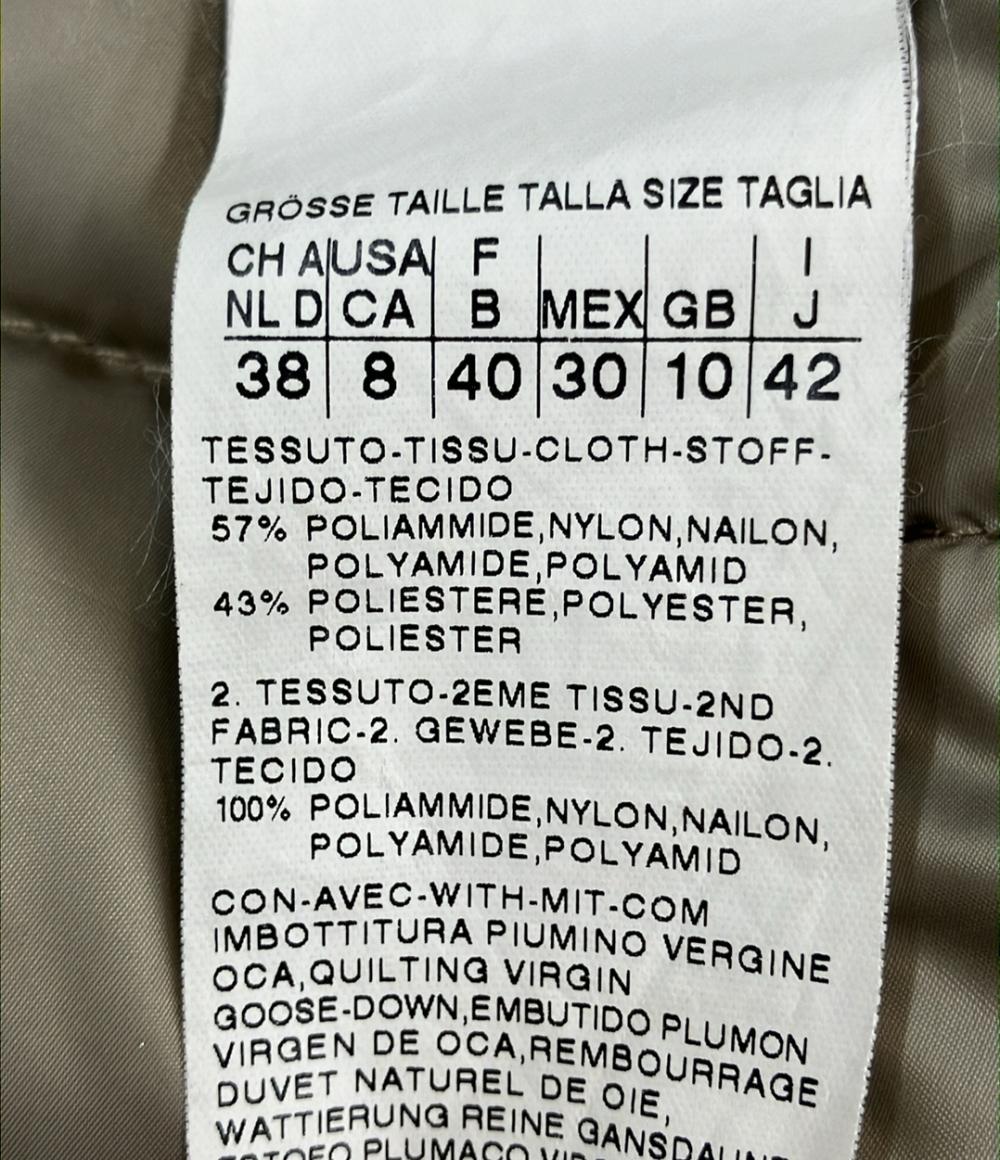 GRÖSSE TAILLE TALLA SIZE TAGLIA
CH A USA F I
NL D CA B MEX GB J
38 8 40 30 10 42
TESSUTO-TISSU-CLOTH-STOFF-
TEJIDO-TECIDO
57% POLIAMMIDE,NYLON,NAILON,
POLYAMIDE,POLYAMID
43% POLIESTERE,POLYESTER,
POLIESTER
2. TESSUTO-2EME TISSU-2ND
FABRIC-2. GEWEBE-2. TEJIDO-2.
TECIDO
100% POLIAMMIDE,NYLON,NAILON,
POLYAMIDE,POLYAMID
CON-AVEC-WITH-MIT-COM
IMBOTTITURA PIUMINO VERGINE
OCA,QUILTING VIRGIN
GOOSE-DOWN,EMBUTIDO PLUMON
VIRGEN DE OCA,REMBOURRAGE
DUVET NATUREL DE OIE,
WATTIERUNG REINE GANSDAUNE
PLUMACO